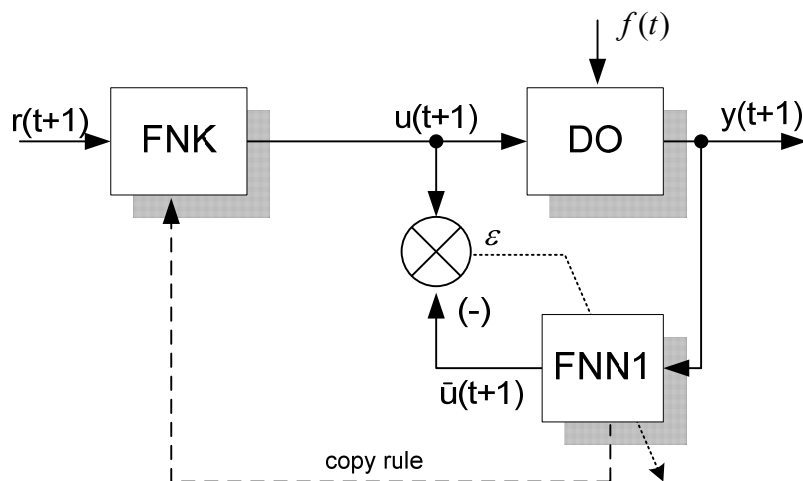 f(t)
r(t+1)
FNK
u(t+1)
DO
y(t+1)
ε
(-)
ū(t+1)
FNN1
copy rule